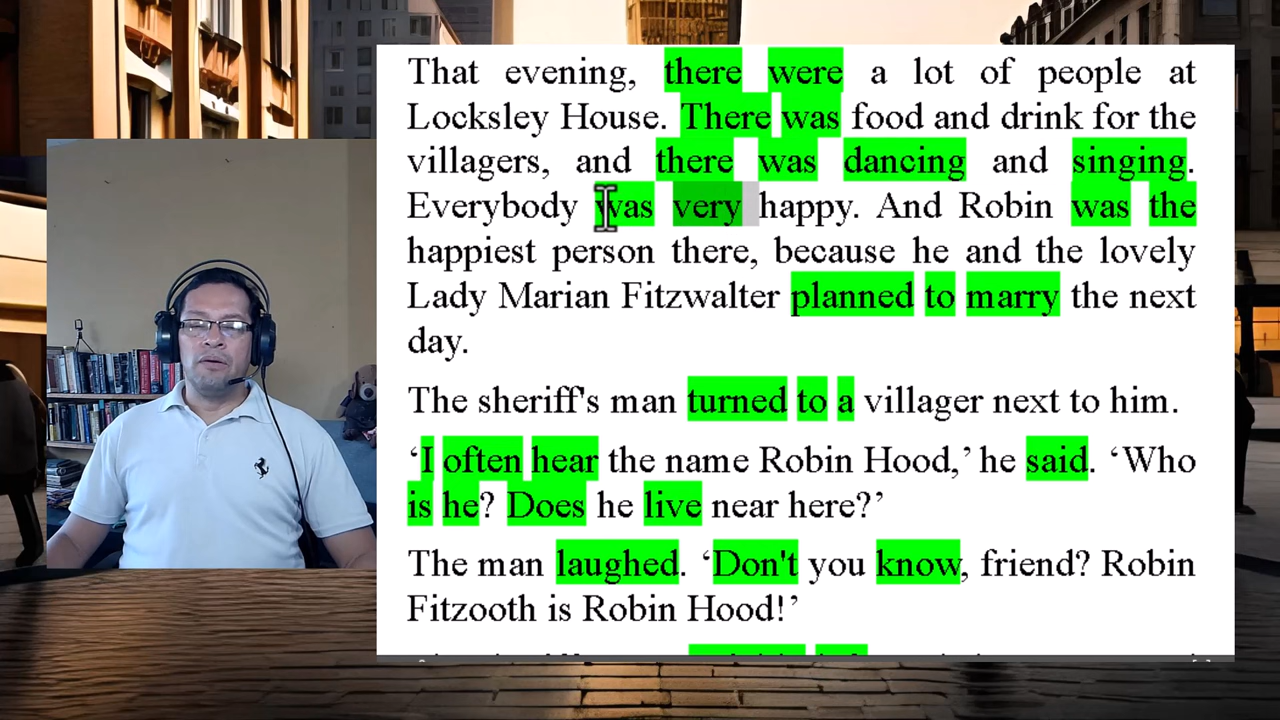 That evening, there were a lot of people at
Locksley House. There was food and drink for the
villagers, and there was dancing and singing.
Everybody was very happy. And Robin was the
happiest person there, because he and the lovely
Lady Marian Fitzwalter planned to marry the next
day.
The sheriff's man turned to a villager next to him.
‘I often hear the name Robin Hood,’ he said. ‘Who
is he? Does he live near here?’
The man laughed. ‘Don't you know, friend? Robin
Fitzooth is Robin Hood!’